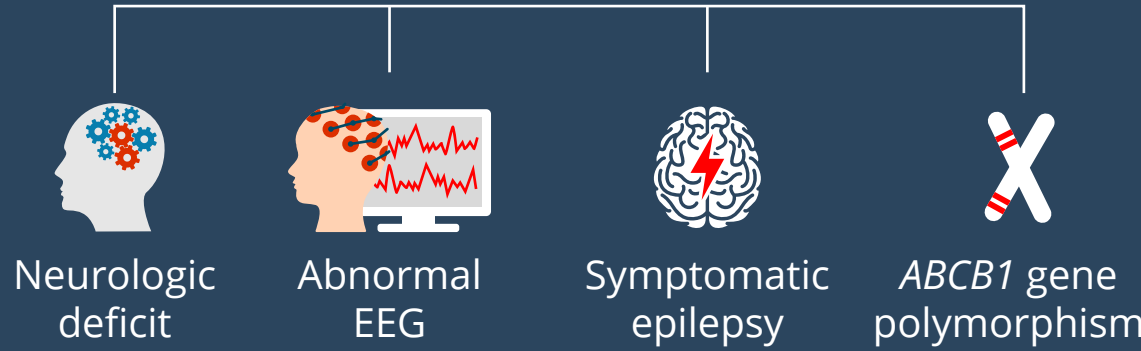 Neurologic
deficit
Abnormal
EEG
Symptomatic
epilepsy
ABCB1 gene
polymorphism